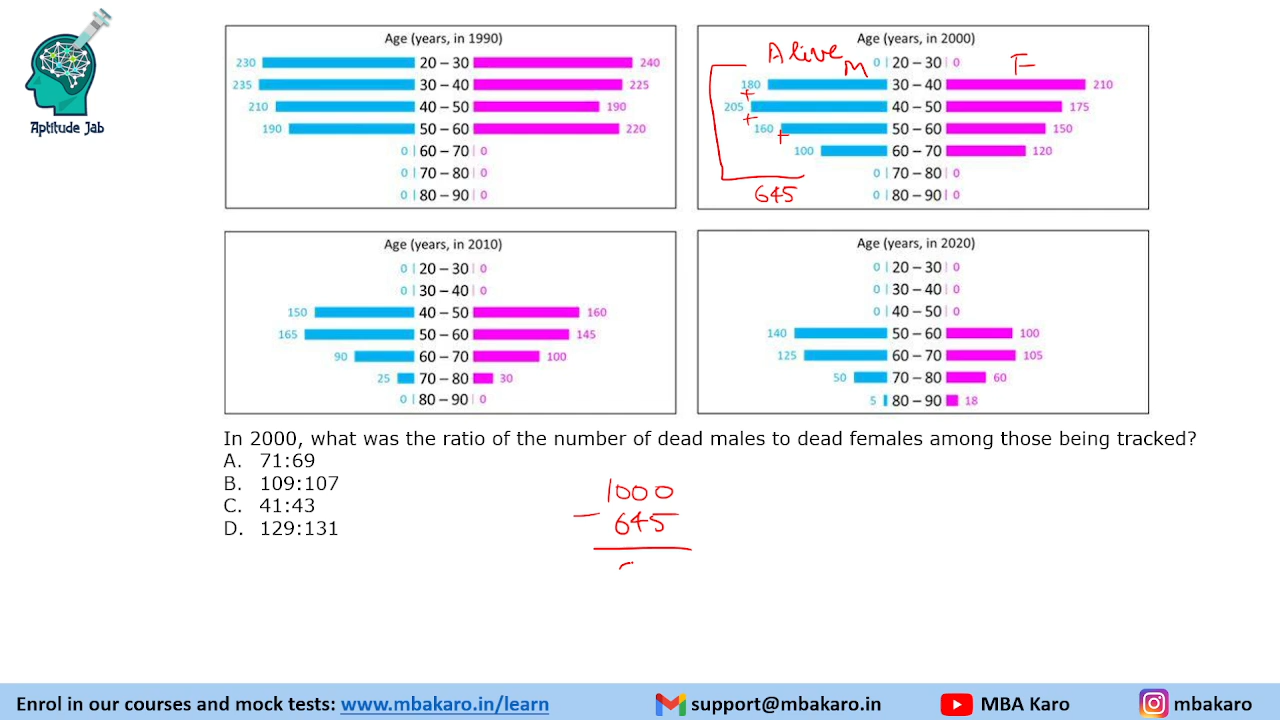 Aptitude Jab
Age (years, in 1990)
230 20 – 30 240
235 30 – 40 225
210 40 – 50 190
190 50 – 60 220
0 60 – 70 0
0 70 – 80 0
0 80 – 90 0
Age (years, in 2000)
Alive M F
0 20 – 30 0
180 30 – 40 210
+
205 40 – 50 175
+
160 50 – 60 150
+
100 60 – 70 120
0 70 – 80 0
645
0 80 – 90 0
Age (years, in 2010)
0 20 – 30 0
0 30 – 40 0
150 40 – 50 160
165 50 – 60 145
90 60 – 70 100
25 70 – 80 30
0 80 – 90 0
Age (years, in 2020)
0 20 – 30 0
0 30 – 40 0
0 40 – 50 0
140 50 – 60 100
125 60 – 70 105
50 70 – 80 60
5 80 – 90 18
In 2000, what was the ratio of the number of dead males to dead females among those being tracked?
A. 71:69
B. 109:107
C. 41:43
D. 129:131
1000
– 645
Enrol in our courses and mock tests: www.mbakaro.in/learn support@mbakaro.in MBA Karo mbakaro